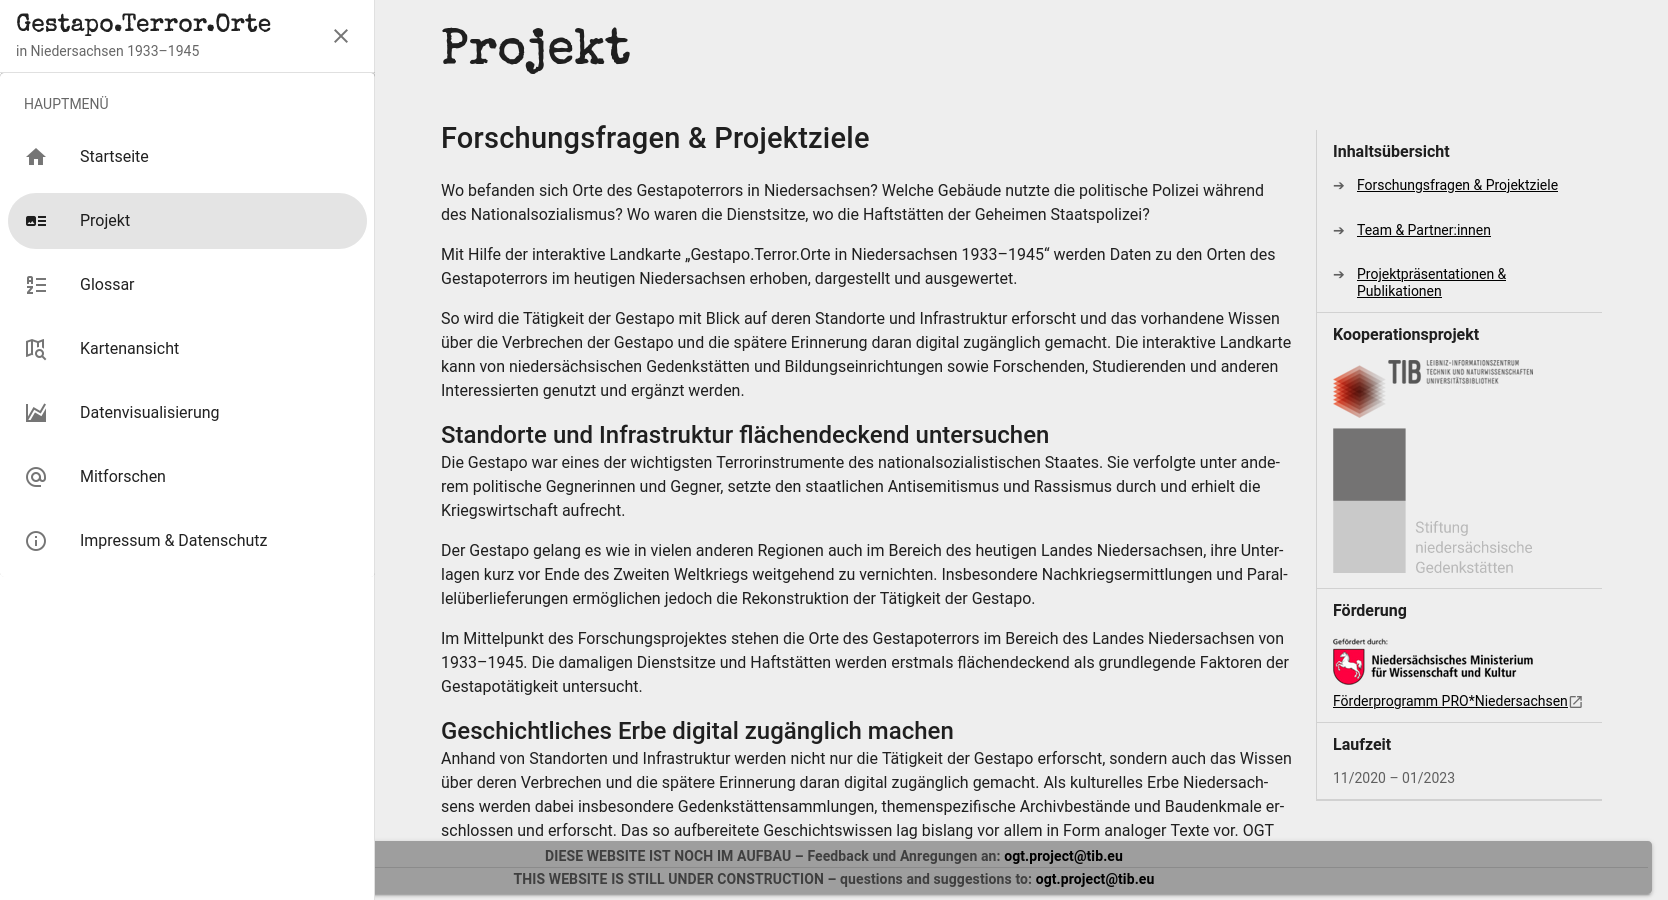 Gestapo.Terror.Orte
in Niedersachsen 1933–1945
HAUPTMENÜ
Startseite
Projekt
Glossar
Kartenansicht
Datenvisualisierung
Mitforschen
Impressum & Datenschutz
Projekt
Forschungsfragen & Projektziele
Wo befanden sich Orte des Gestapoterrors in Niedersachsen? Welche Gebäude nutzte die politische Polizei während
des Nationalsozialismus? Wo waren die Dienstsitze, wo die Haftstätten der Geheimen Staatspolizei?
Mit Hilfe der interaktive Landkarte „Gestapo.Terror.Orte in Niedersachsen 1933–1945“ werden Daten zu den Orten des
Gestapoterrors im heutigen Niedersachsen erhoben, dargestellt und ausgewertet.
So wird die Tätigkeit der Gestapo mit Blick auf deren Standorte und Infrastruktur erforscht und das vorhandene Wissen
über die Verbrechen der Gestapo und die spätere Erinnerung daran digital zugänglich gemacht. Die interaktive Landkarte
kann von niedersächsischen Gedenkstätten und Bildungseinrichtungen sowie Forschenden, Studierenden und anderen
Interessierten genutzt und ergänzt werden.
Standorte und Infrastruktur flächendeckend untersuchen
Die Gestapo war eines der wichtigsten Terrorinstrumente des nationalsozialistischen Staates. Sie verfolgte unter ande-
rem politische Gegnerinnen und Gegner, setzte den staatlichen Antisemitismus und Rassismus durch und erhielt die
Kriegswirtschaft aufrecht.
Der Gestapo gelang es wie in vielen anderen Regionen auch im Bereich des heutigen Landes Niedersachsen, ihre Unter-
lagen kurz vor Ende des Zweiten Weltkriegs weitgehend zu vernichten. Insbesondere Nachkriegsermittlungen und Paral-
lelüberlieferungen ermöglichen jedoch die Rekonstruktion der Tätigkeit der Gestapo.
Im Mittelpunkt des Forschungsprojektes stehen die Orte des Gestapoterrors im Bereich des Landes Niedersachsen von
1933–1945. Die damaligen Dienstsitze und Haftstätten werden erstmals flächendeckend als grundlegende Faktoren der
Gestapotätigkeit untersucht.
Geschichtliches Erbe digital zugänglich machen
Anhand von Standorten und Infrastruktur werden nicht nur die Tätigkeit der Gestapo erforscht, sondern auch das Wissen
über deren Verbrechen und die spätere Erinnerung daran digital zugänglich gemacht. Als kulturelles Erbe Niedersach-
sens werden dabei insbesondere Gedenkstättensammlungen, themenspezifische Archivbestände und Baudenkmale er-
schlossen und erforscht. Das so aufbereitete Geschichtswissen lag bislang vor allem in Form analoger Texte vor. OGT
Inhaltsübersicht
➔ Forschungsfragen & Projektziele
➔ Team & Partner:innen
➔ Projektpräsentationen &
Publikationen
Kooperationsprojekt
TIB
LEIBNIZ-INFORMATIONSZENTRUM
TECHNIK UND NATURWISSENSCHAFTEN
UNIVERSITÄTSBIBLIOTHEK
Stiftung
niedersächsische
Gedenkstätten
Förderung
Gefördert durch:
Niedersächsisches Ministerium
für Wissenschaft und Kultur
Förderprogramm PRO*Niedersachsen
Laufzeit
11/2020 – 01/2023
DIESE WEBSITE IST NOCH IM AUFBAU – Feedback und Anregungen an: ogt.project@tib.eu
THIS WEBSITE IS STILL UNDER CONSTRUCTION – questions and suggestions to: ogt.project@tib.eu